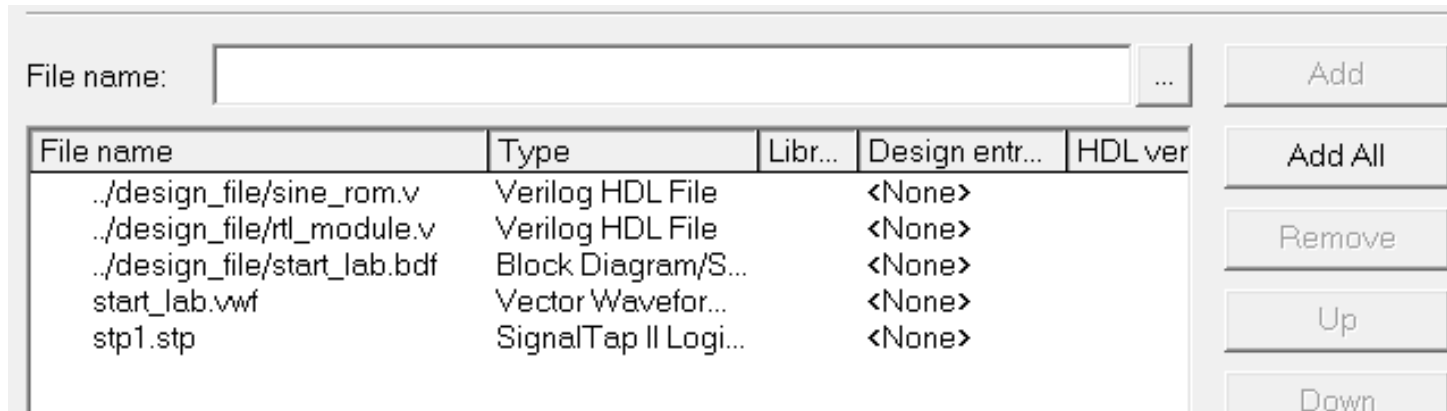 File name: ... Add
File name Type Libr... Design entr... HDL ver Add All
../design_file/sine_rom.v Verilog HDL File <None>
../design_file/rtl_module.v Verilog HDL File <None> Remove
../design_file/start_lab.bdf Block Diagram/S... <None>
start_lab.vwf Vector Wavefor... <None> Up
stp1.stp SignalTap II Logi... <None>
Down